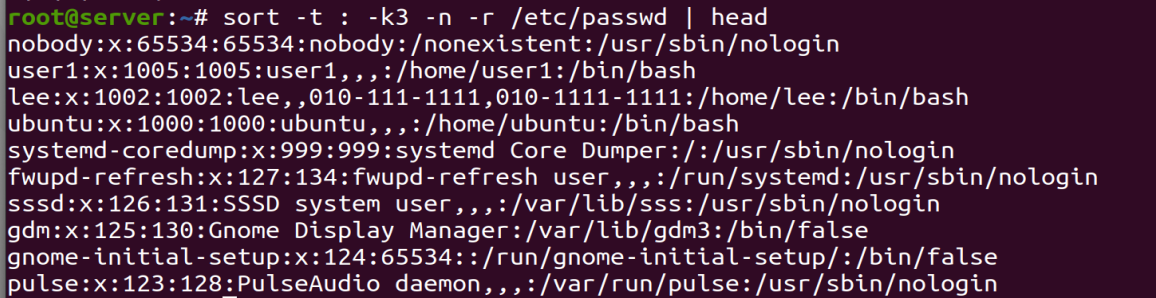 root@server:~# sort -t : -k3 -n -r /etc/passwd | head
nobody:x:65534:65534:nobody:/nonexistent:/usr/sbin/nologin
user1:x:1005:1005:user1,,,:/home/user1:/bin/bash
lee:x:1002:1002:lee,,010-111-1111,010-1111-1111:/home/lee:/bin/bash
ubuntu:x:1000:1000:ubuntu,,,:/home/ubuntu:/bin/bash
systemd-coredump:x:999:999:systemd Core Dumper:/:/usr/sbin/nologin
fwupd-refresh:x:127:134:fwupd-refresh user,,,:/run/systemd:/usr/sbin/nologin
sssd:x:126:131:SSSD system user,,,:/var/lib/sss:/usr/sbin/nologin
gdm:x:125:130:Gnome Display Manager:/var/lib/gdm3:/bin/false
gnome-initial-setup:x:124:65534::/run/gnome-initial-setup/:/bin/false
pulse:x:123:128:PulseAudio daemon,,,:/var/run/pulse:/usr/sbin/nologin